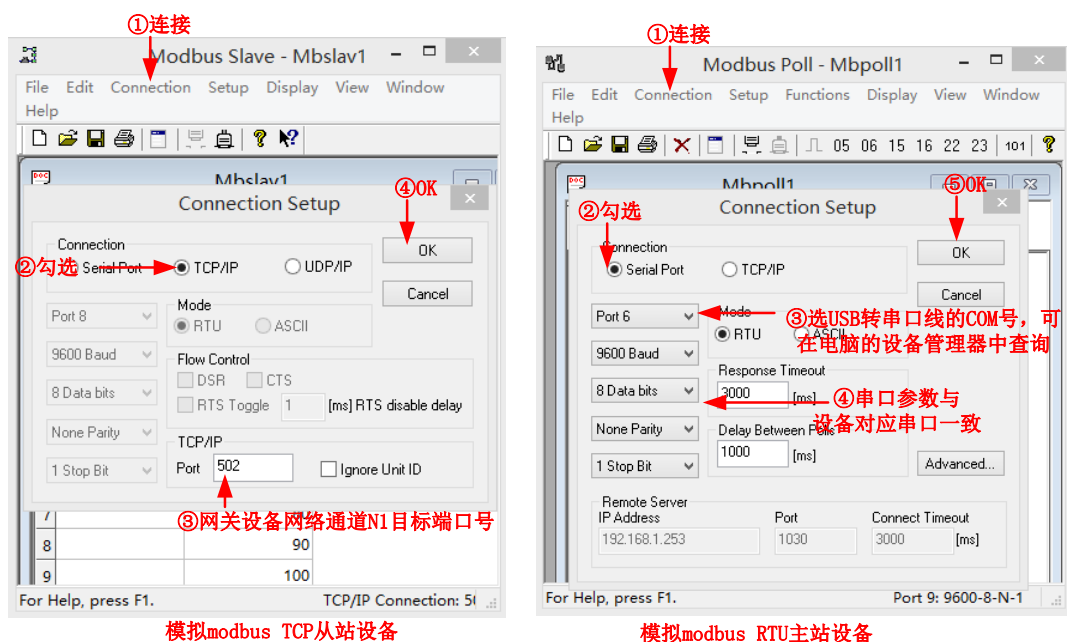 ①连接
Modbus Slave - Mbslav1
File Edit Connection Setup Display View Window
Help
Mbslav1
④OK
Connection Setup
Connection
②勾选
Serial Port
TCP/IP
UDP/IP
OK
Cancel
Port 8
Mode
RTU
ASCII
9600 Baud
Flow Control
DSR
CTS
8 Data bits
RTS Toggle
1
[ms] RTS disable delay
None Parity
TCP/IP
1 Stop Bit
Port
502
Ignore Unit ID
③网关设备网络通道N1目标端口号
7
8
90
9
100
For Help, press F1.
TCP/IP Connection:
模拟modbus TCP从站设备
①连接
Modbus Poll - Mbpoll1
File Edit Connection Setup Functions Display View Window
Help
05 06 15 16 22 23 101
Mbpoll1
⑤OK
②勾选
Connection Setup
Connection
Serial Port
TCP/IP
OK
Cancel
Port 6
Mode
RTU
ASCII
③选USB转串口线的COM号，可
在电脑的设备管理器中查询
9600 Baud
Response Timeout
8 Data bits
3000
[ms]
④串口参数与
设备对应串口一致
None Parity
Delay Between Polls
1000
[ms]
1 Stop Bit
Advanced...
Remote Server
IP Address
Port
Connect Timeout
192.168.1.253
1030
3000
[ms]
For Help, press F1.
Port 9: 9600-8-N-1
模拟modbus RTU主站设备